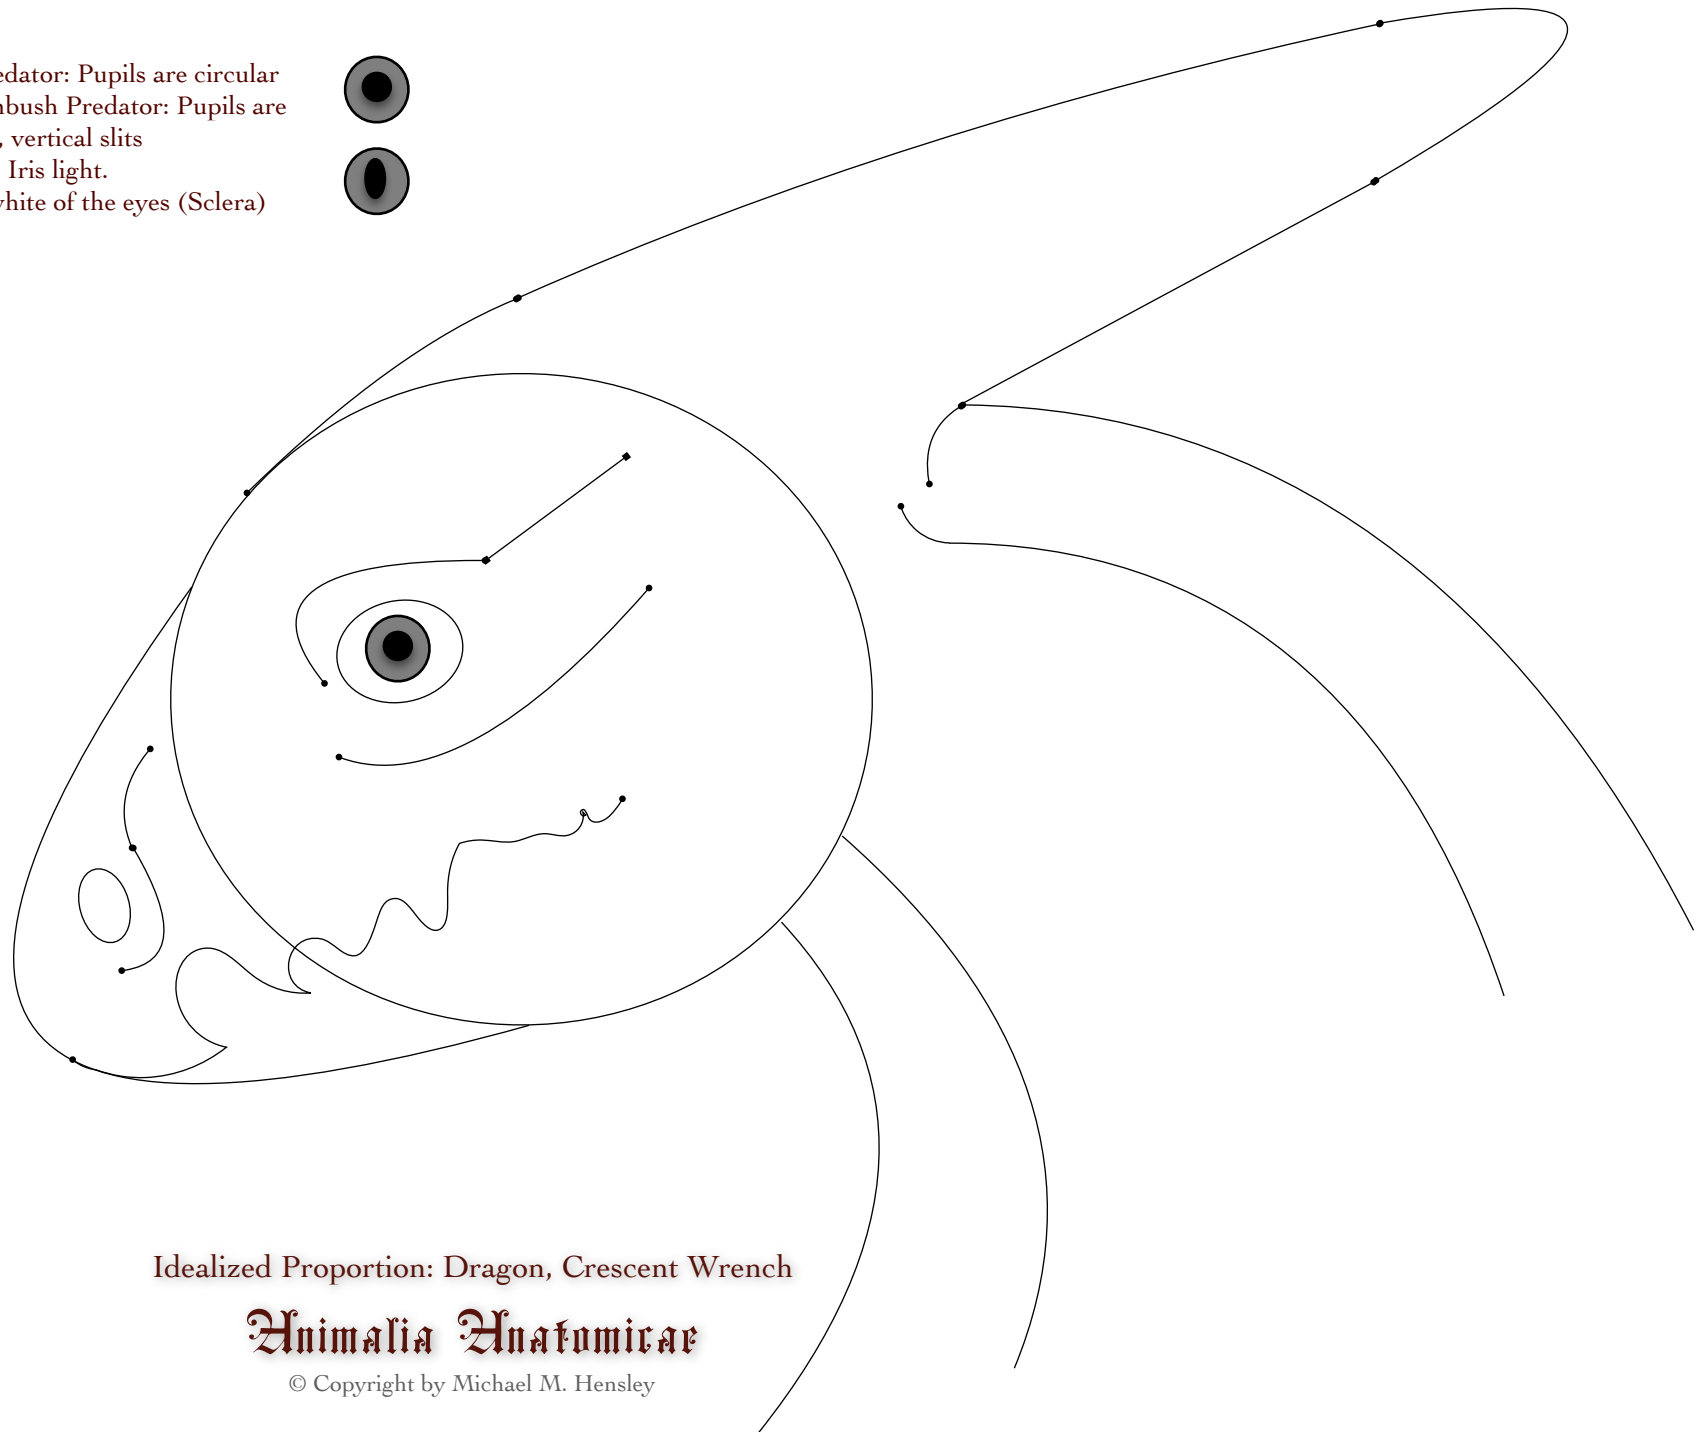 edator: Pupils are circular
nbush Predator: Pupils are
, vertical slits
Iris light.
white of the eyes (Sclera)
Idealized Proportion: Dragon, Crescent Wrench
Animalia Anatomicae
© Copyright by Michael M. Hensley